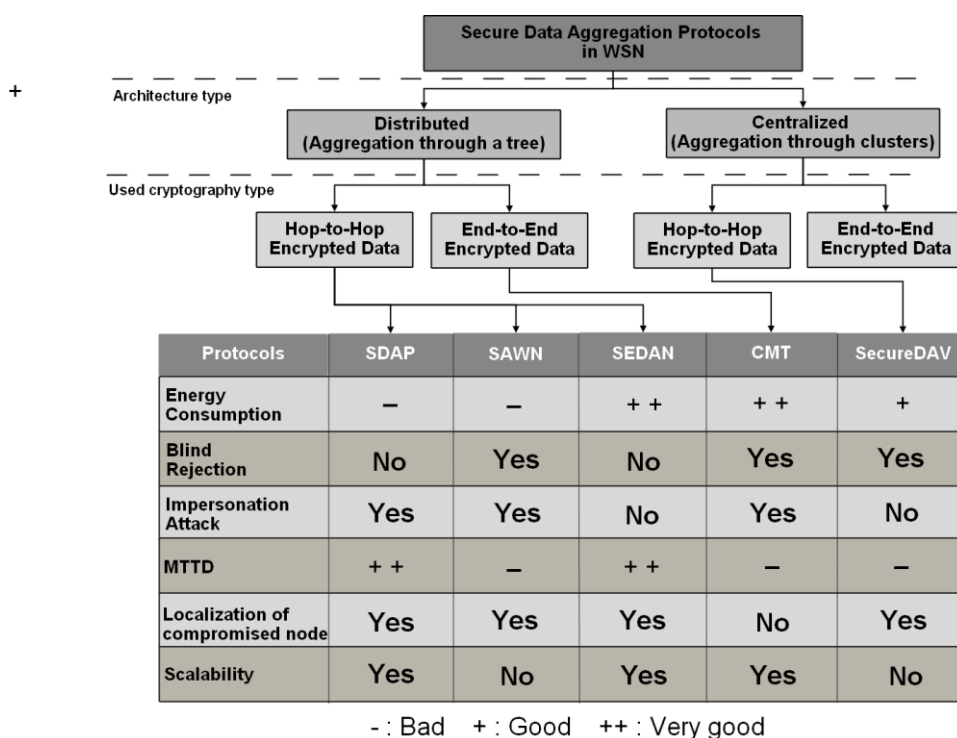 Secure Data Aggregation Protocols
in WSN
+
Architecture type
Distributed
(Aggregation through a tree)
Centralized
(Aggregation through clusters)
Used cryptography type
Hop-to-Hop
Encrypted Data
End-to-End
Encrypted Data
Hop-to-Hop
Encrypted Data
End-to-End
Encrypted Data
Protocols SDAP SAWN SEDAN CMT SecureDAV
Energy
Consumption – – + + + + +
Blind
Rejection No Yes No Yes Yes
Impersonation
Attack Yes Yes No Yes No
MTTD + + – + + – –
Localization of
compromised node Yes Yes Yes No Yes
Scalability Yes No Yes Yes No
- : Bad + : Good ++ : Very good